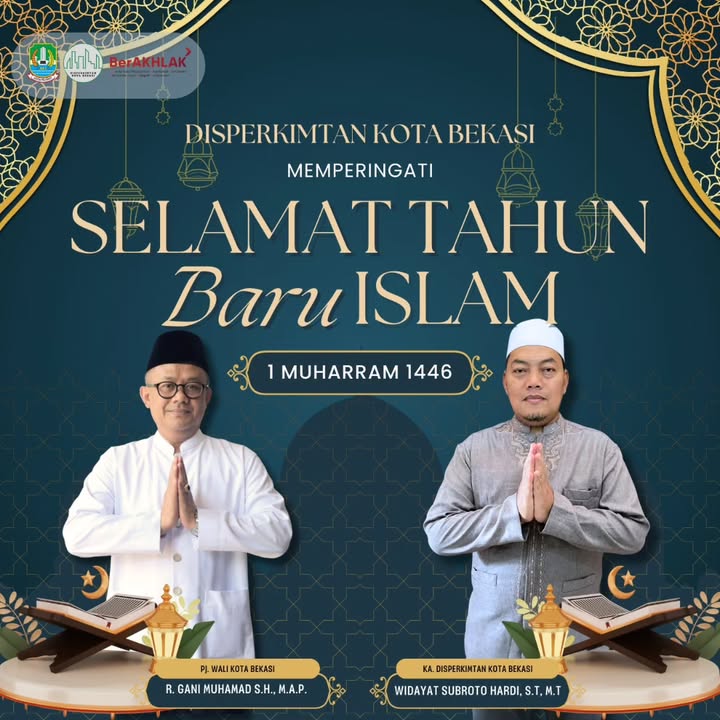 BerAKHLAK
DISPERKIMTAN KOTA BEKASI
MEMPERINGATI
SELAMAT TAHUN
Baru ISLAM
1 MUHARRAM 1446
PJ. WALI KOTA BEKASI
R. GANI MUHAMAD S.H., M.A.P.
KA. DISPERKIMTAN KOTA BEKASI
WIDAYAT SUBROTO HARDI, S.T, M.T